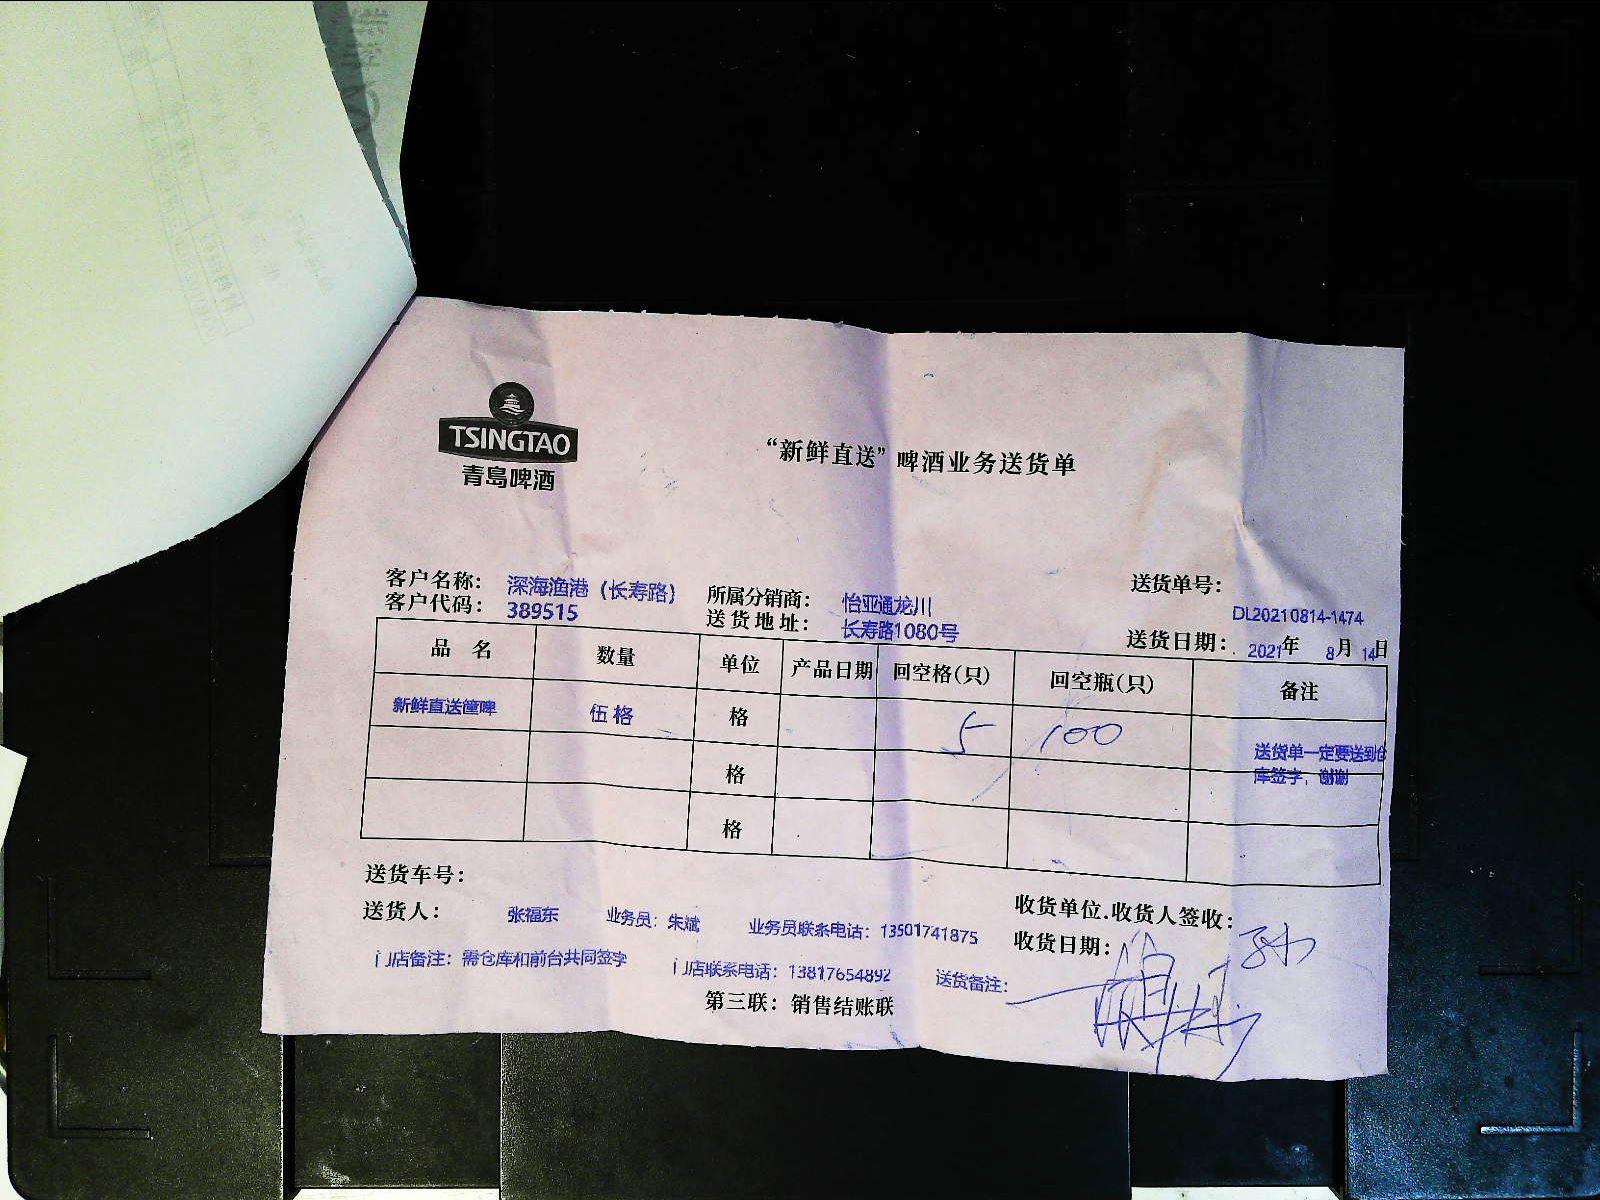 TSINGTAO
青島啤酒
“新鲜直送”啤酒业务送货单
客户名称： 深海渔港（长寿路） 所属分销商： 怡亚通龙川 送货单号： DL20210814-1474
客户代码： 389515 送货地址： 长寿路1080号 送货日期： 2021年 8月 14日
品 名 数量 单位 产品日期 回空格(只) 回空瓶(只) 备注
新鲜直送筐啤 伍格 格 5 100 送货单一定要送到仓
格 库签字，谢谢
格
送货车号：
送货人： 张福东 业务员：朱斌 业务员联系电话：13501741875 收货单位.收货人签收：
收货日期：
门店备注：需仓库和前台共同签字 门店联系电话：13817654892 送货备注：
第三联：销售结账联